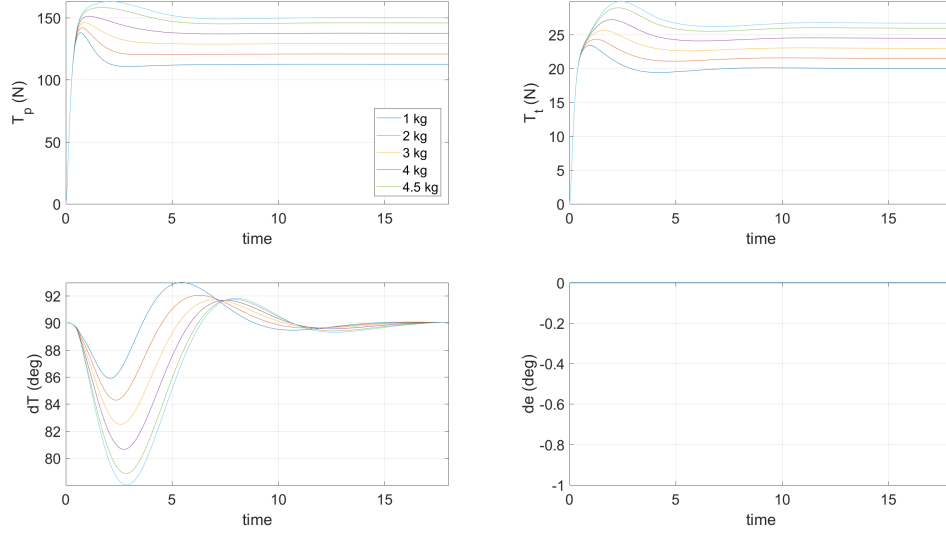 150
100
50
0
T_p (N)
0 5 10 15
time
1 kg
2 kg
3 kg
4 kg
4.5 kg
25
20
15
10
5
0
T_t (N)
0 5 10 15
time
92
90
88
86
84
82
80
dT (deg)
0 5 10 15
time
0
-0.2
-0.4
-0.6
-0.8
-1
de (deg)
0 5 10 15
time